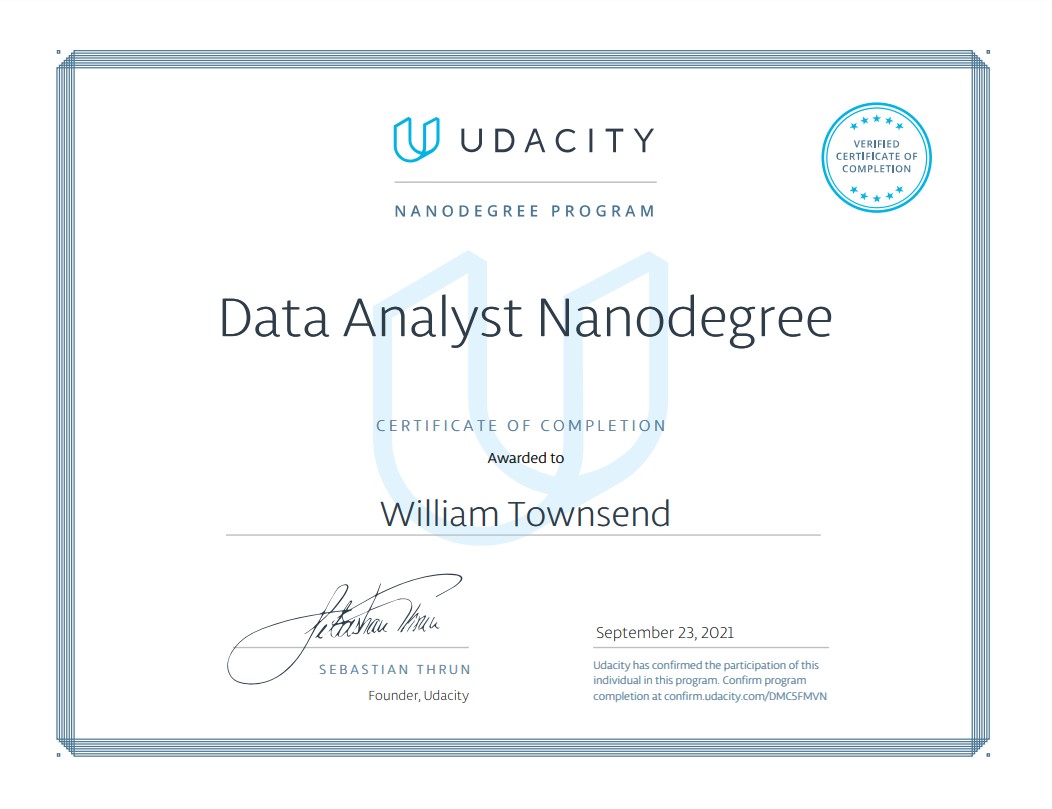 UDACITY
VERIFIED
CERTIFICATE OF
COMPLETION
NANODEGREE PROGRAM
Data Analyst Nanodegree
CERTIFICATE OF COMPLETION
Awarded to
William Townsend
Sebastian Thrun
September 23, 2021
SEBASTIAN THRUN
Founder, Udacity
Udacity has confirmed the participation of this
individual in this program. Confirm program
completion at confirm.udacity.com/DMC5FMVN